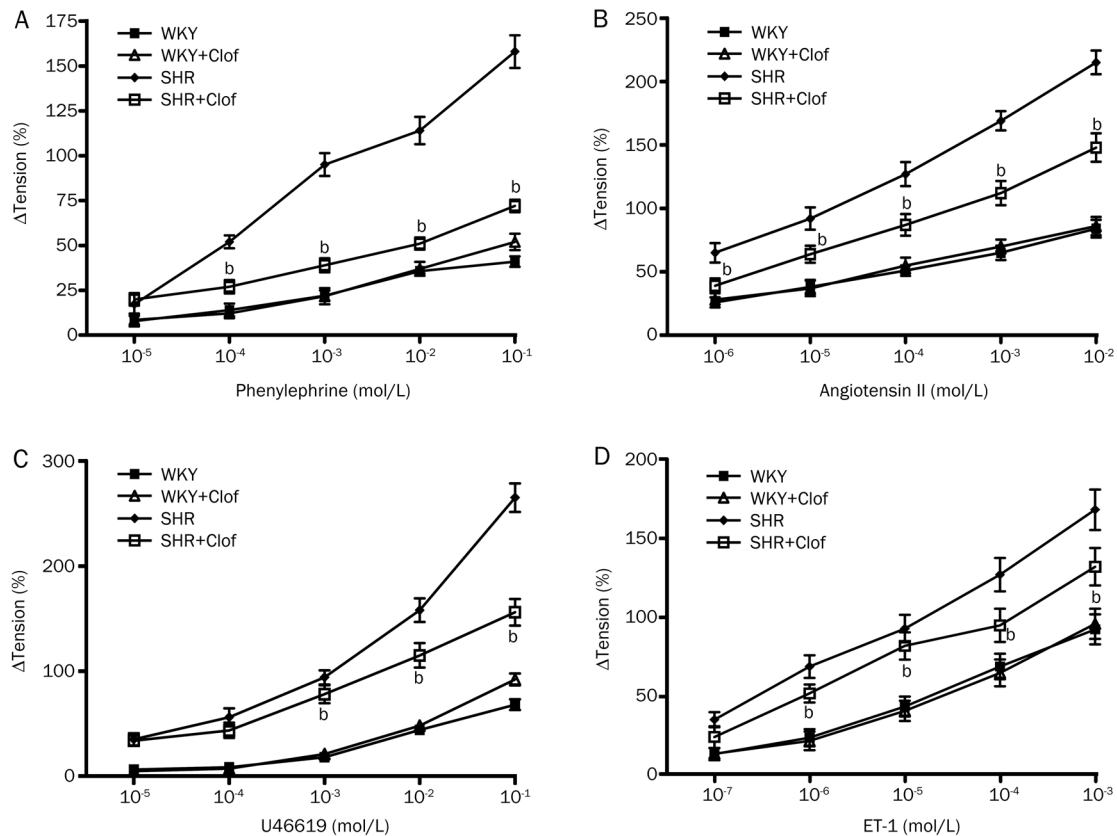 A
175
150
125
100
75
50
25
0
ΔTension (%)
WKY
WKY+Clof
SHR
SHR+Clof
b
b
b
b
10⁻⁵
10⁻⁴
10⁻³
10⁻²
10⁻¹
Phenylephrine (mol/L)
B
250
200
150
100
50
0
ΔTension (%)
WKY
WKY+Clof
SHR
SHR+Clof
b
b
b
b
b
10⁻⁶
10⁻⁵
10⁻⁴
10⁻³
10⁻²
Angiotensin II (mol/L)
C
300
200
100
0
ΔTension (%)
WKY
WKY+Clof
SHR
SHR+Clof
b
b
b
10⁻⁵
10⁻⁴
10⁻³
10⁻²
10⁻¹
U46619 (mol/L)
D
200
150
100
50
0
ΔTension (%)
WKY
WKY+Clof
SHR
SHR+Clof
b
b
b
b
10⁻⁷
10⁻⁶
10⁻⁵
10⁻⁴
10⁻³
ET-1 (mol/L)